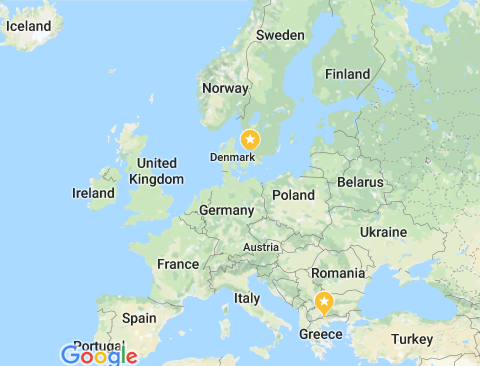 Iceland
Sweden
Finland
Norway
Denmark
United
Kingdom
Ireland
Belarus
Poland
Germany
Ukraine
Austria
France
Romania
Italy
Spain
Greece
Turkey
Portugal
Google